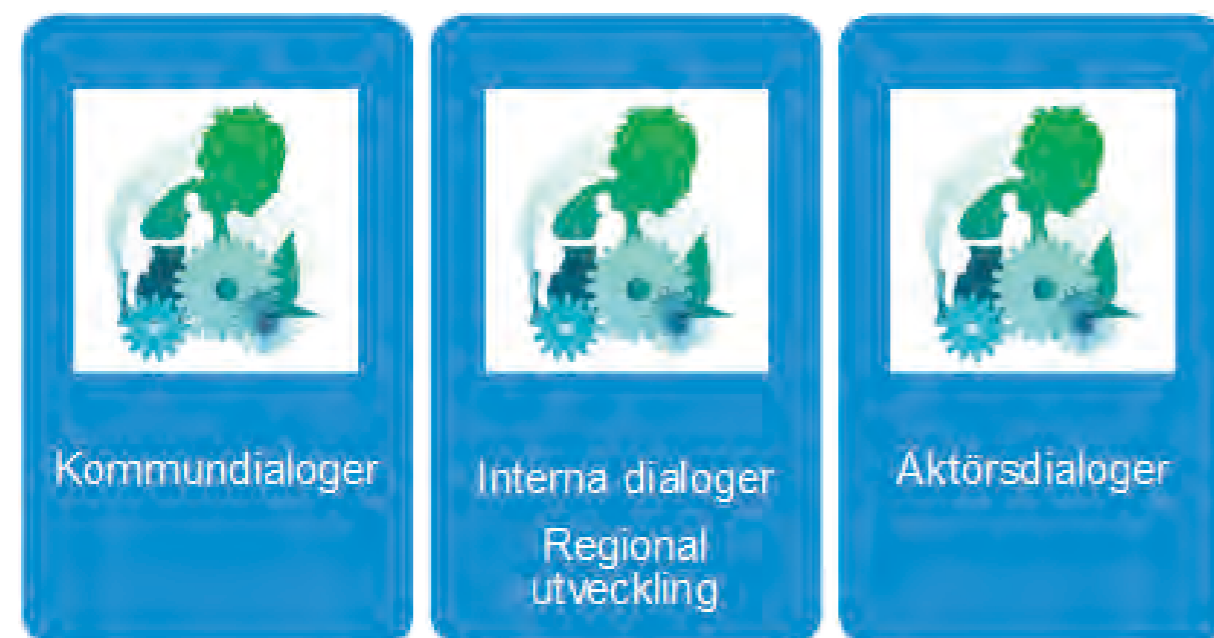 Kommundialoger
Interna dialoger
Regional
utveckling
Aktörsdialoger